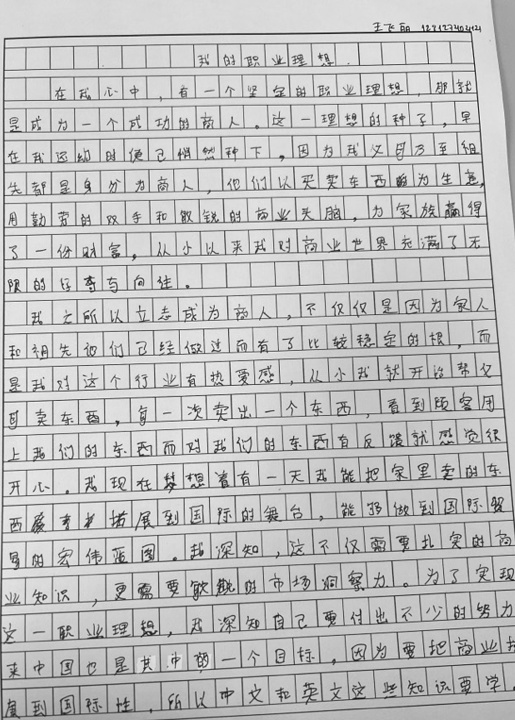 王飞朋
我的职业理想
在我心中，有一个坚定的职业理想，那就
是成为一个成功的商人。这一理想的种子，早
在我还幼时便已悄然种下，因为我父母乃至祖
先都是身分为商人，他们以买卖东西为生意，
用勤劳的双手和敏锐的商业头脑，为家族赢得
了一份财富，从小以来我对商业世界充满了无
限的与向往。
我之所以立志成为商人，不仅仅是因为家人
和祖先他们已经做过而有了比较稳定的根，而
是我对这个行业有热爱感，从小我就开始帮父
母卖东西，每一次卖出一个东西，看到顾客用
上我们的东西而对我们的东西有反馈就感觉很
开心。我现在梦想着有一天我能把家里卖的东
西拓展到国际的舞台，能够做到国际贸
易的宏伟蓝图。我深知，这不仅需要扎实的商
业知识，更需要敏锐的市场洞察力。为了实现
这一职业理想，我深知自己要付出不少的努力
来中国也是其中的一个目标，因为要把商业拓
展到国际性，所以中文和英文这些知识要学，